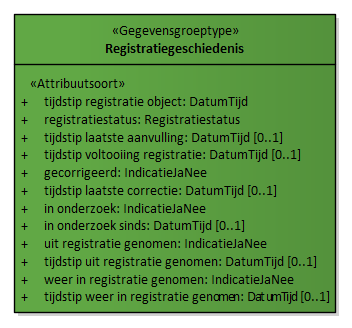 «Gegevensgroeptype»
Registratiegeschiedenis
«Attribuutsoort»
+ tijdstip registratie object: DatumTijd
+ registratiestatus: Registratiestatus
+ tijdstip laatste aanvulling: DatumTijd [0..1]
+ tijdstip voltooiing registratie: DatumTijd [0..1]
+ gecorrigeerd: IndicatieJaNee
+ tijdstip laatste correctie: DatumTijd [0..1]
+ in onderzoek: IndicatieJaNee
+ in onderzoek sinds: DatumTijd [0..1]
+ uit registratie genomen: IndicatieJaNee
+ tijdstip uit registratie genomen: DatumTijd [0..1]
+ weer in registratie genomen: IndicatieJaNee
+ tijdstip weer in registratie genomen: DatumTijd [0..1]